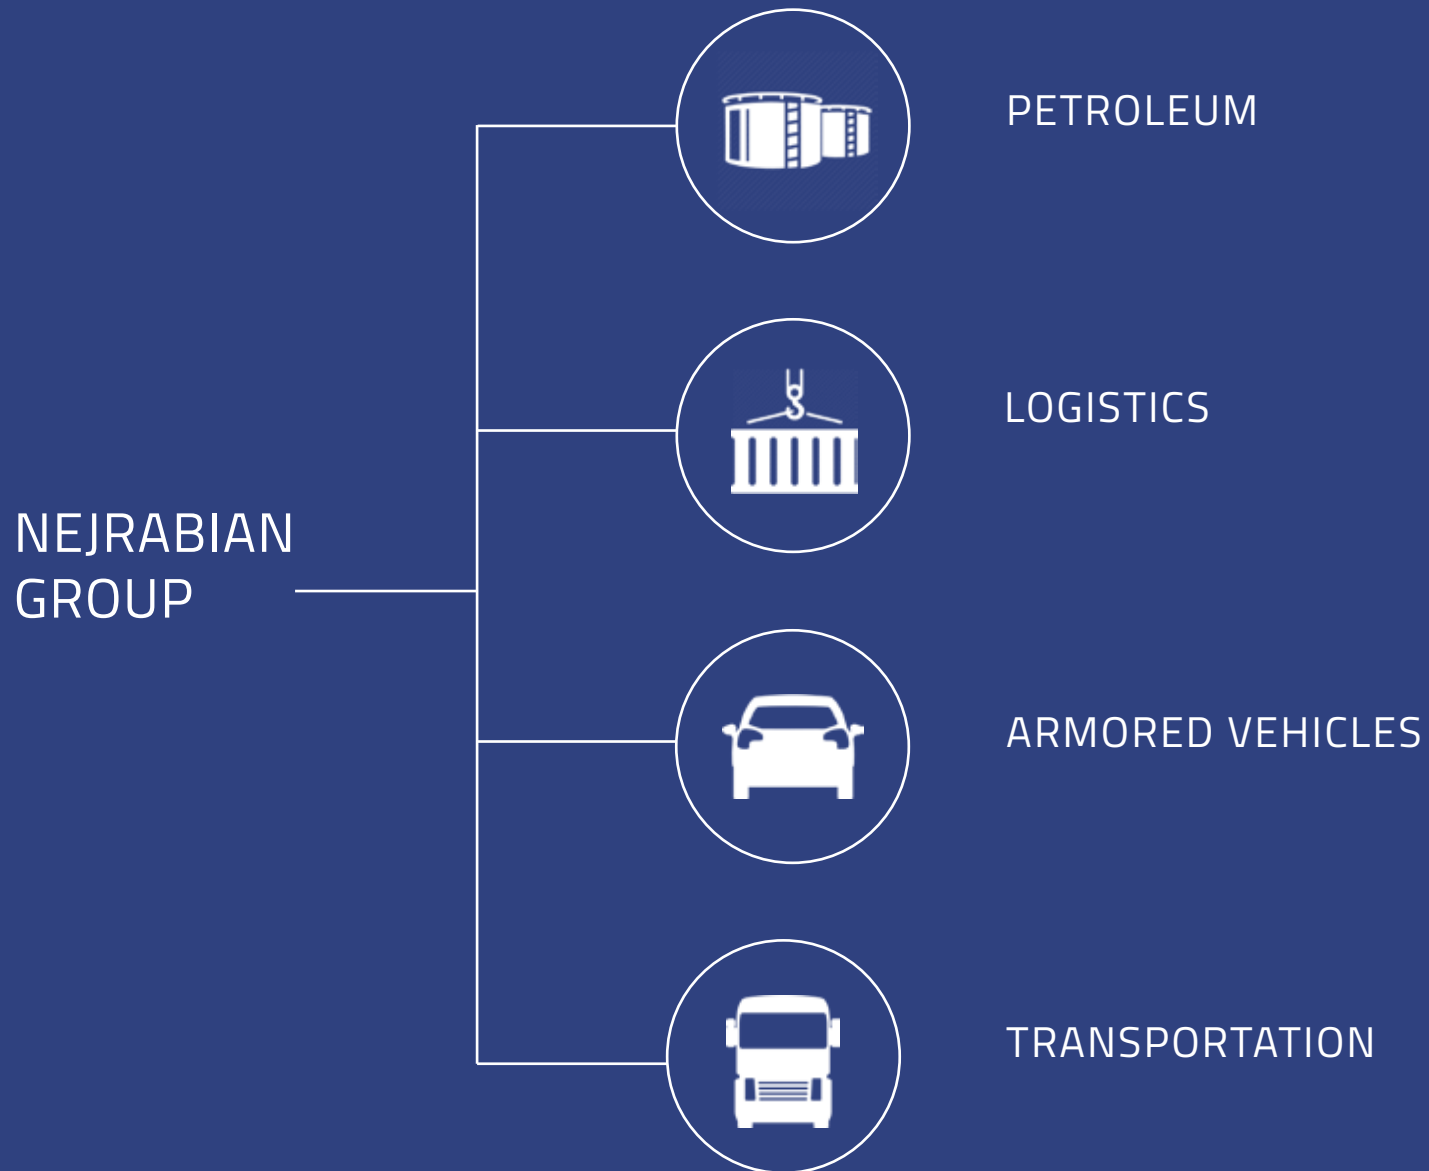 NEJRABIAN
GROUP
PETROLEUM
LOGISTICS
ARMORED VEHICLES
TRANSPORTATION